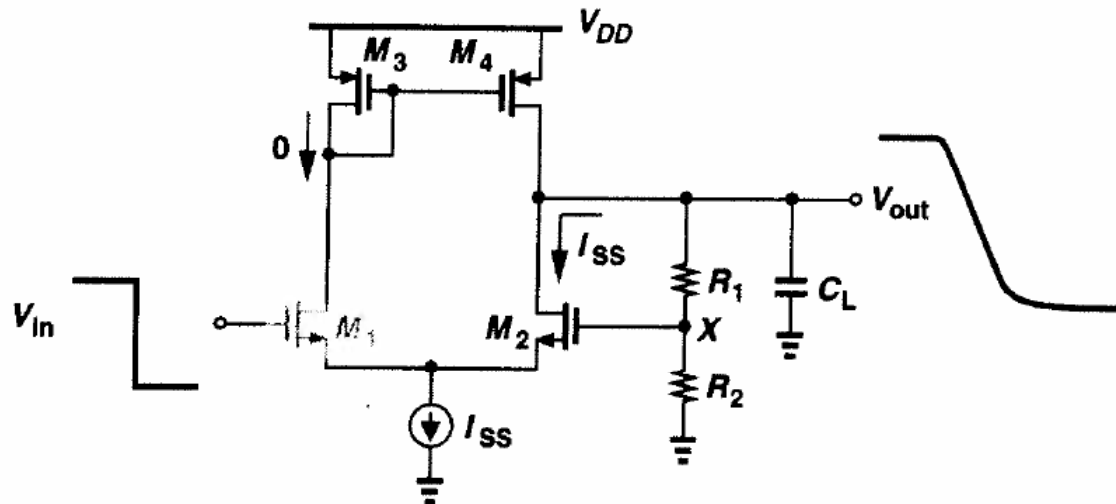 V_DD
M_3
M_4
0
V_out
I_SS
R_1
C_L
V_in
M_1
M_2
X
R_2
I_SS